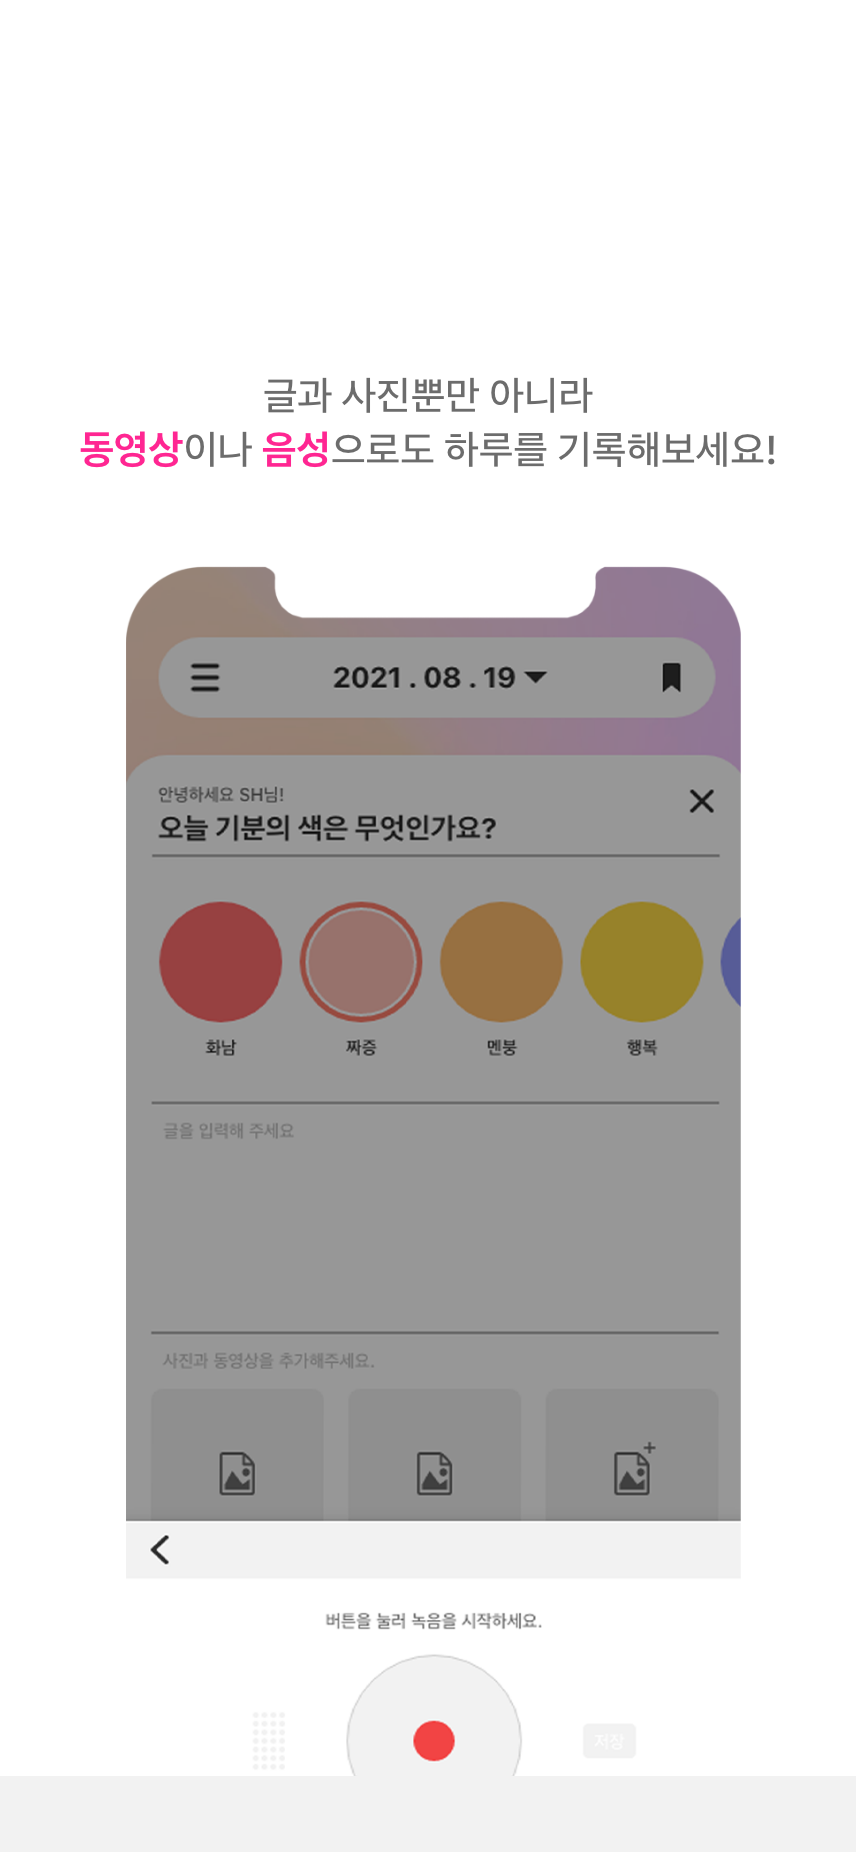 글과 사진뿐만 아니라
동영상이나 음성으로도 하루를 기록해보세요!
2021 . 08 . 19
안녕하세요 SH님!
오늘 기분의 색은 무엇인가요?
화남 짜증 멘붕 행복
글을 입력해 주세요
사진과 동영상을 추가해주세요.
버튼을 눌러 녹음을 시작하세요.
저장